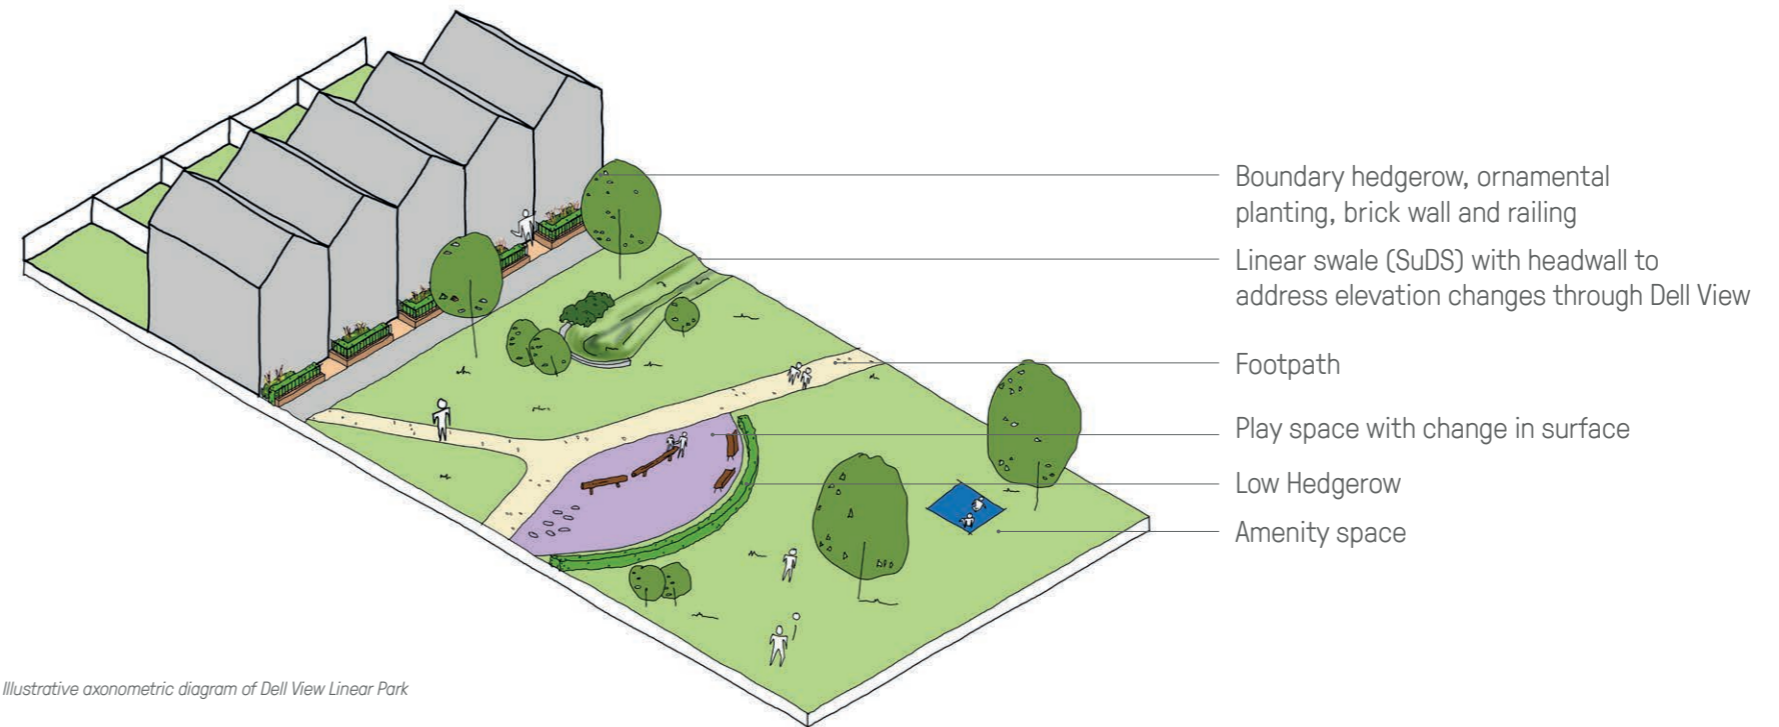 Boundary hedgerow, ornamental
planting, brick wall and railing
Linear swale (SuDS) with headwall to
address elevation changes through Dell View
Footpath
Play space with change in surface
Low Hedgerow
Amenity space
Illustrative axonometric diagram of Dell View Linear Park